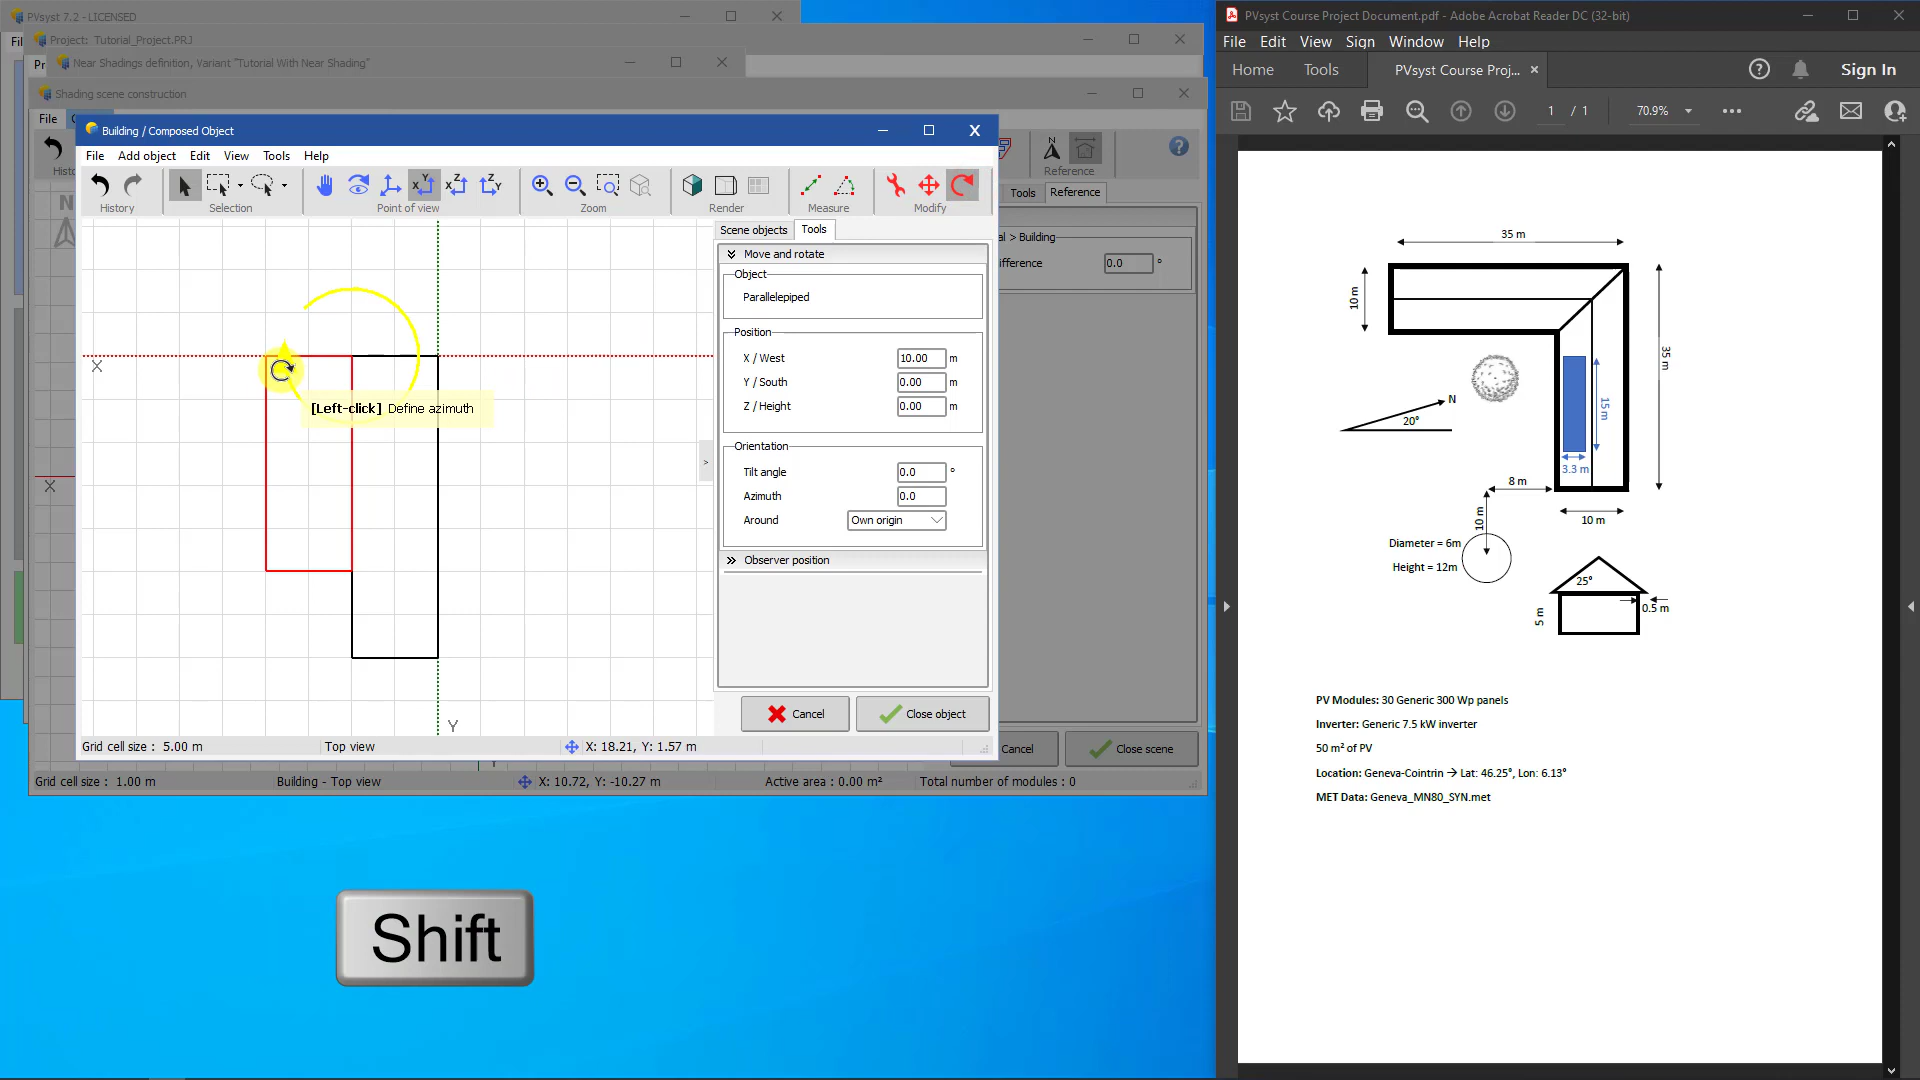 PVsyst 7.2 - LICENSED
Fil
Project: Tutorial_Project.PRJ
Pr
Near Shadings definition, Variant "Tutorial With Near Shading"
Shading scene construction
File
Histo
N
X
Building / Composed Object
File Add object Edit View Tools Help
History Selection Point of view Zoom Render Measure Modify
X
Y
[Left-click] Define azimuth
Scene objects Tools
Move and rotate
Object
Parallelepiped
Position
X / West 10.00 m
Y / South 0.00 m
Z / Height 0.00 m
Orientation
Tilt angle 0.0 °
Azimuth 0.0
Around Own origin
Observer position
Cancel Close object
Grid cell size : 5.00 m Top view X: 18.21, Y: 1.57 m
Reference
Tools Reference
al > Building
ifference 0.0 °
Cancel Close scene
Grid cell size : 1.00 m Building - Top view X: 10.72, Y: -10.27 m Active area : 0.00 m² Total number of modules : 0
Shift
PVsyst Course Project Document.pdf - Adobe Acrobat Reader DC (32-bit)
File Edit View Sign Window Help
Home Tools PVsyst Course Proj... Sign In
1 / 1 70.9%
35 m
10 m
35 m
N
20°
15 m
3.3 m
8 m
10 m
10 m
Diameter = 6m
Height = 12m
25°
0.5 m
5 m
PV Modules: 30 Generic 300 Wp panels
Inverter: Generic 7.5 kW inverter
50 m² of PV
Location: Geneva-Cointrin → Lat: 46.25°, Lon: 6.13°
MET Data: Geneva_MN80_SYN.met